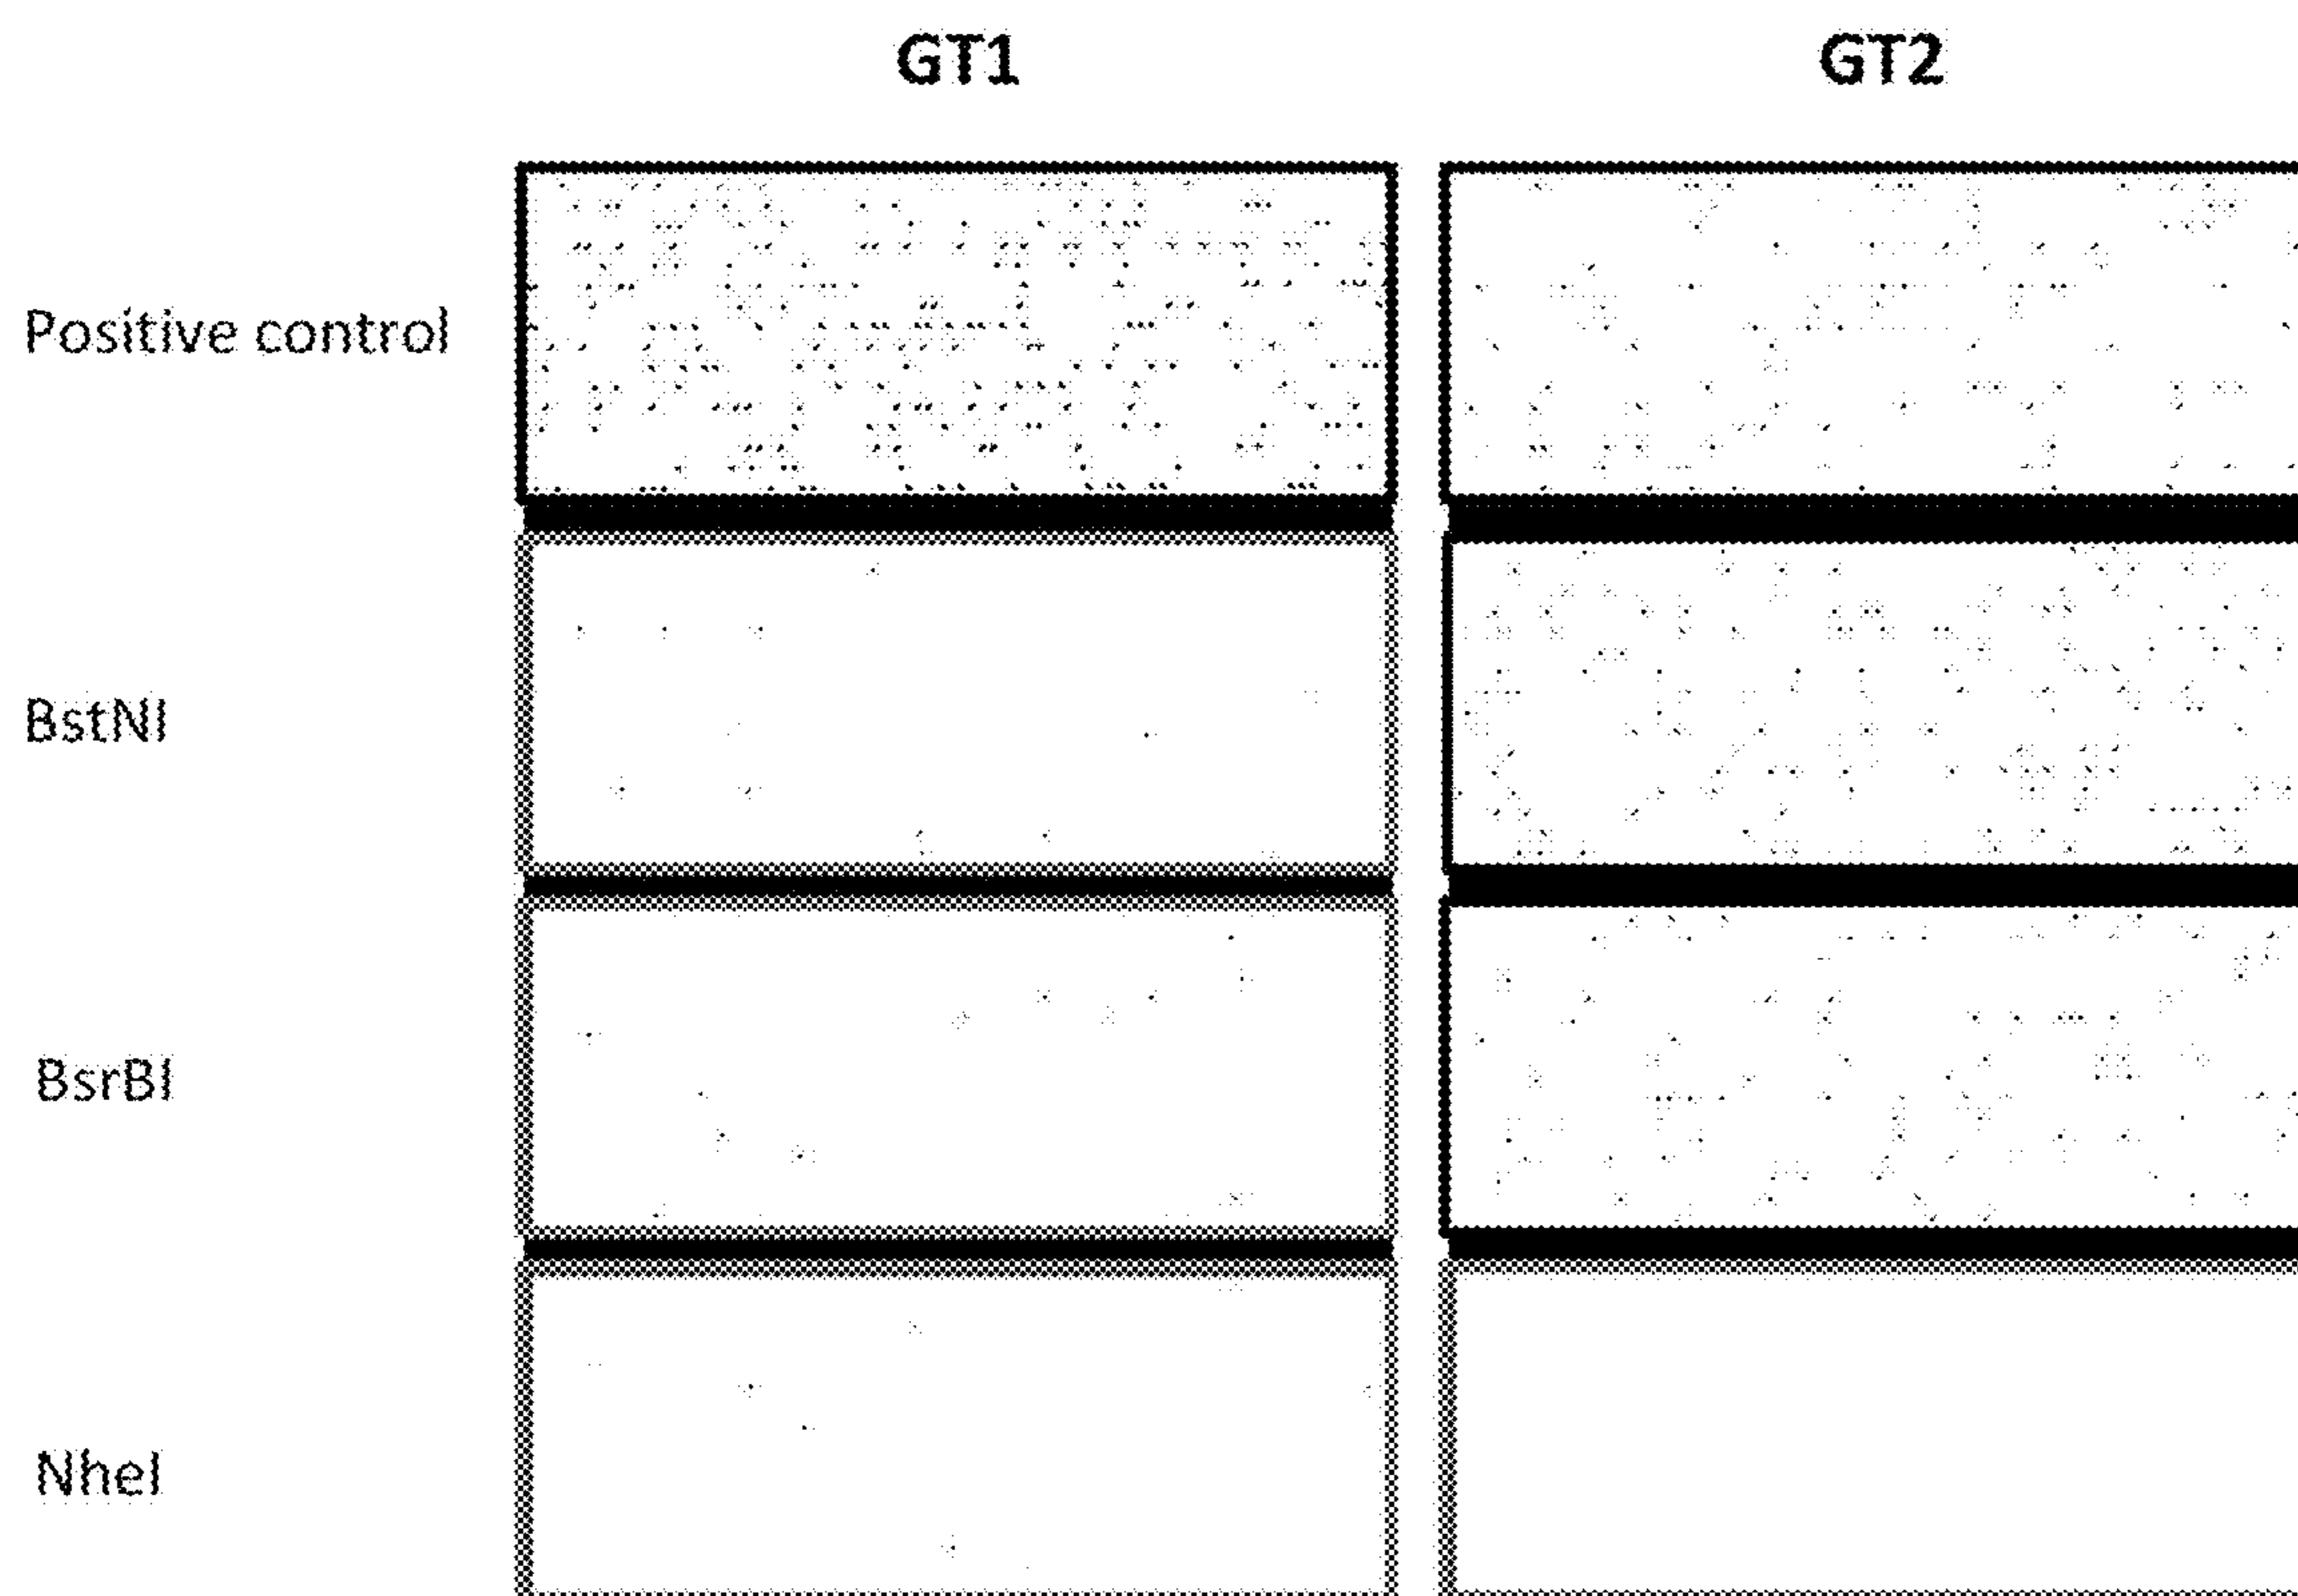 GT1 GT2
Positive control
BstNI
BsrBI
NheI